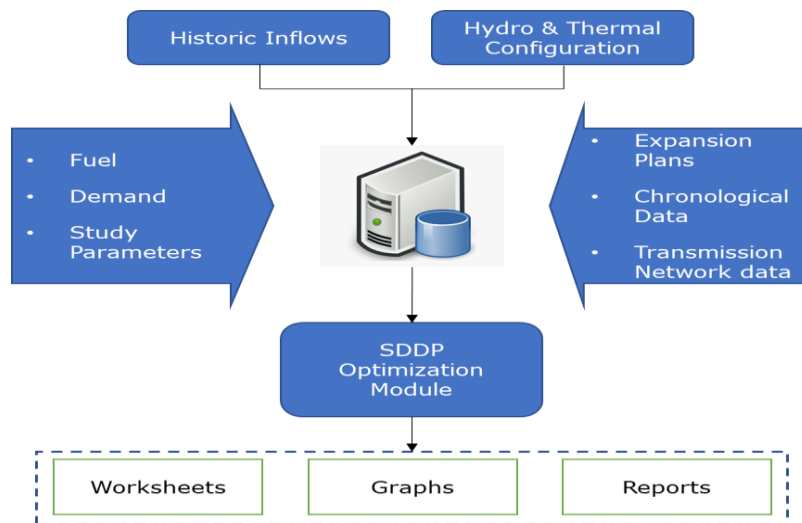 Historic Inflows
Hydro & Thermal
Configuration
• Fuel
• Demand
• Study
Parameters
• Expansion
Plans
• Chronological
Data
• Transmission
Network data
SDDP
Optimization
Module
Worksheets
Graphs
Reports